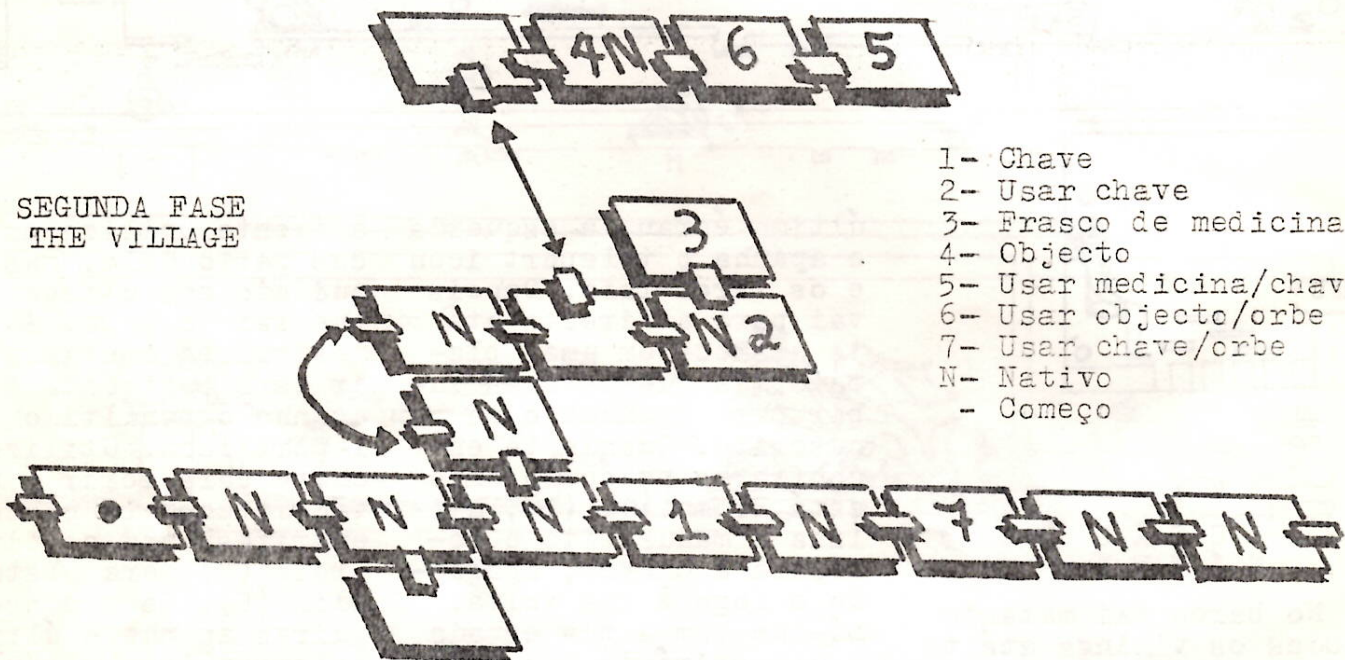 4N 6 5
SEGUNDA FASE
THE VILLAGE
3
N N2
N
N N N 1 N 7 N N
1- Chave
2- Usar chave
3- Frasco de medicina
4- Objecto
5- Usar medicina/chav
6- Usar objecto/orbe
7- Usar chave/orbe
N- Nativo
- Começo